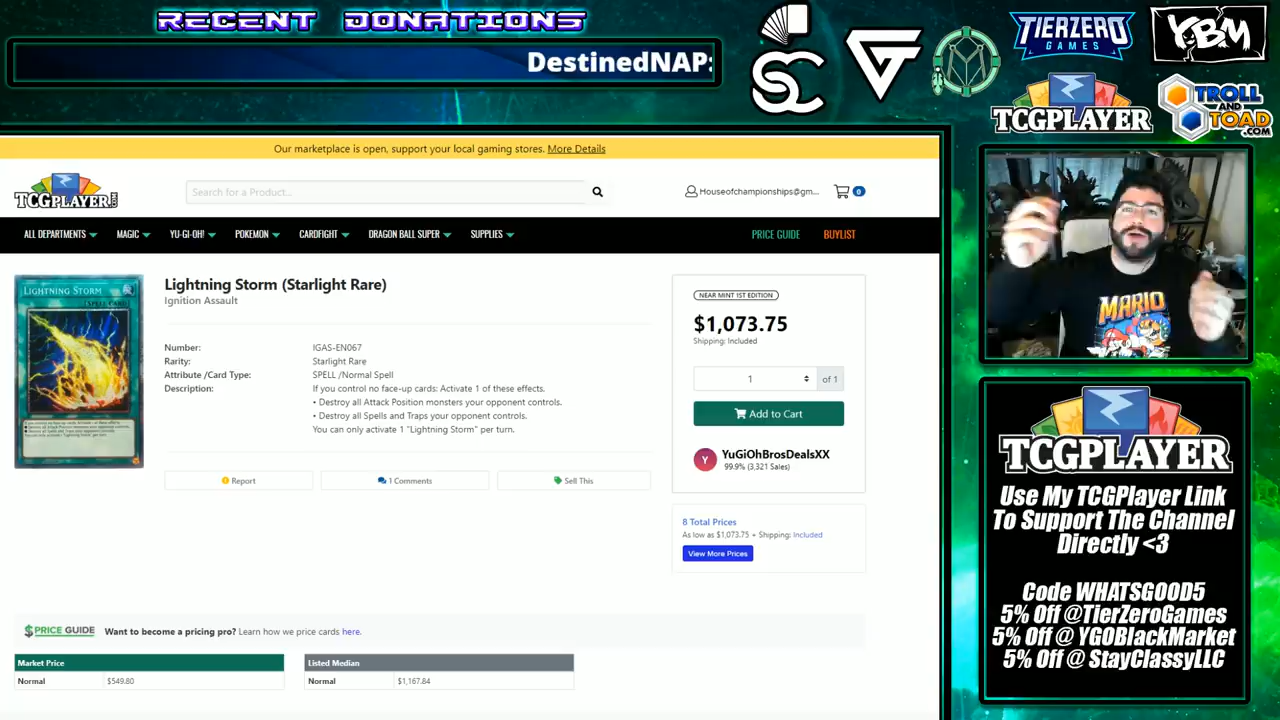 RECENT DONATIONS
DestinedNAP:
SC
TIERZERO
GAMES
YBM
TCGPLAYER
TROLL
AND
TOAD
.COM
Our marketplace is open, support your local gaming stores. More Details
TCGPLAYER.COM
Search for a Product...
Houseofchampionships@gm...
0
ALL DEPARTMENTS
MAGIC
YU-GI-OH!
POKEMON
CARDFIGHT
DRAGON BALL SUPER
SUPPLIES
PRICE GUIDE
BUYLIST
LIGHTNING STORM
Lightning Storm (Starlight Rare)
Ignition Assault
Number: IGAS-EN067
Rarity: Starlight Rare
Attribute /Card Type: SPELL /Normal Spell
Description: If you control no face-up cards: Activate 1 of these effects.
• Destroy all Attack Position monsters your opponent controls.
• Destroy all Spells and Traps your opponent controls.
You can only activate 1 "Lightning Storm" per turn.
Report
1 Comments
Sell This
NEAR MINT 1ST EDITION
$1,073.75
Shipping: Included
1
of 1
Add to Cart
Y
YuGiOhBrosDealsXX
99.9% (3,321 Sales)
8 Total Prices
As low as $1,073.75 + Shipping: Included
View More Prices
$PRICE GUIDE Want to become a pricing pro? Learn how we price cards here.
Market Price
Normal $549.80
Listed Median
Normal $1,167.84
MARIO
TCGPLAYER
Use My TCGPlayer Link
To Support The Channel
Directly <3
Code WHATSGOOD5
5% Off @TierZeroGames
5% Off @ YGOBlackMarket
5% Off @ StayClassyLLC